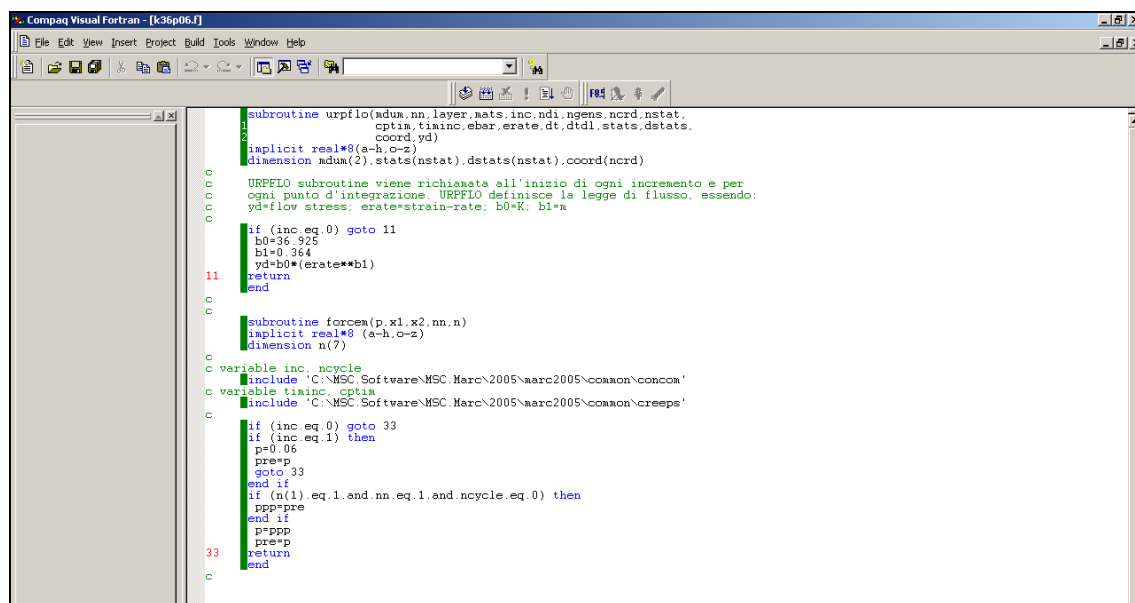 Compaq Visual Fortran - [k36p06.f]
File Edit View Insert Project Build Tools Window Help
subroutine urpflo(mdum,nn,layer,mats,inc,ndi,ngens,ncrd,nstat,
1 cptim,timinc,ebar,erate,dt,dtdl,stats,dstats,
2 coord,yd)
implicit real*8(a-h,o-z)
dimension mdum(2),stats(nstat),dstats(nstat),coord(ncrd)
c
c URPFLO subroutine viene richiamata all'inizio di ogni incremento e per
c ogni punto d'integrazione. URPFLO definisce la legge di flusso, essendo:
c yd=flow stress; erate=strain-rate; b0=K; b1=m
c
if (inc.eq.0) goto 11
b0=36.925
b1=0.364
yd=b0*(erate**b1)
11 return
end
c
c
subroutine forcem(p,x1,x2,nn,n)
implicit real*8 (a-h,o-z)
dimension n(7)
c
c variable inc, ncycle
include 'C:\MSC.Software\MSC.Marc\2005\marc2005\common\concom'
c variable timinc, cptim
include 'C:\MSC.Software\MSC.Marc\2005\marc2005\common\creeps'
c
if (inc.eq.0) goto 33
if (inc.eq.1) then
p=0.06
pre=p
goto 33
end if
if (n(1).eq.1.and.nn.eq.1.and.ncycle.eq.0) then
ppp=pre
end if
p=ppp
pre=p
33 return
end
c